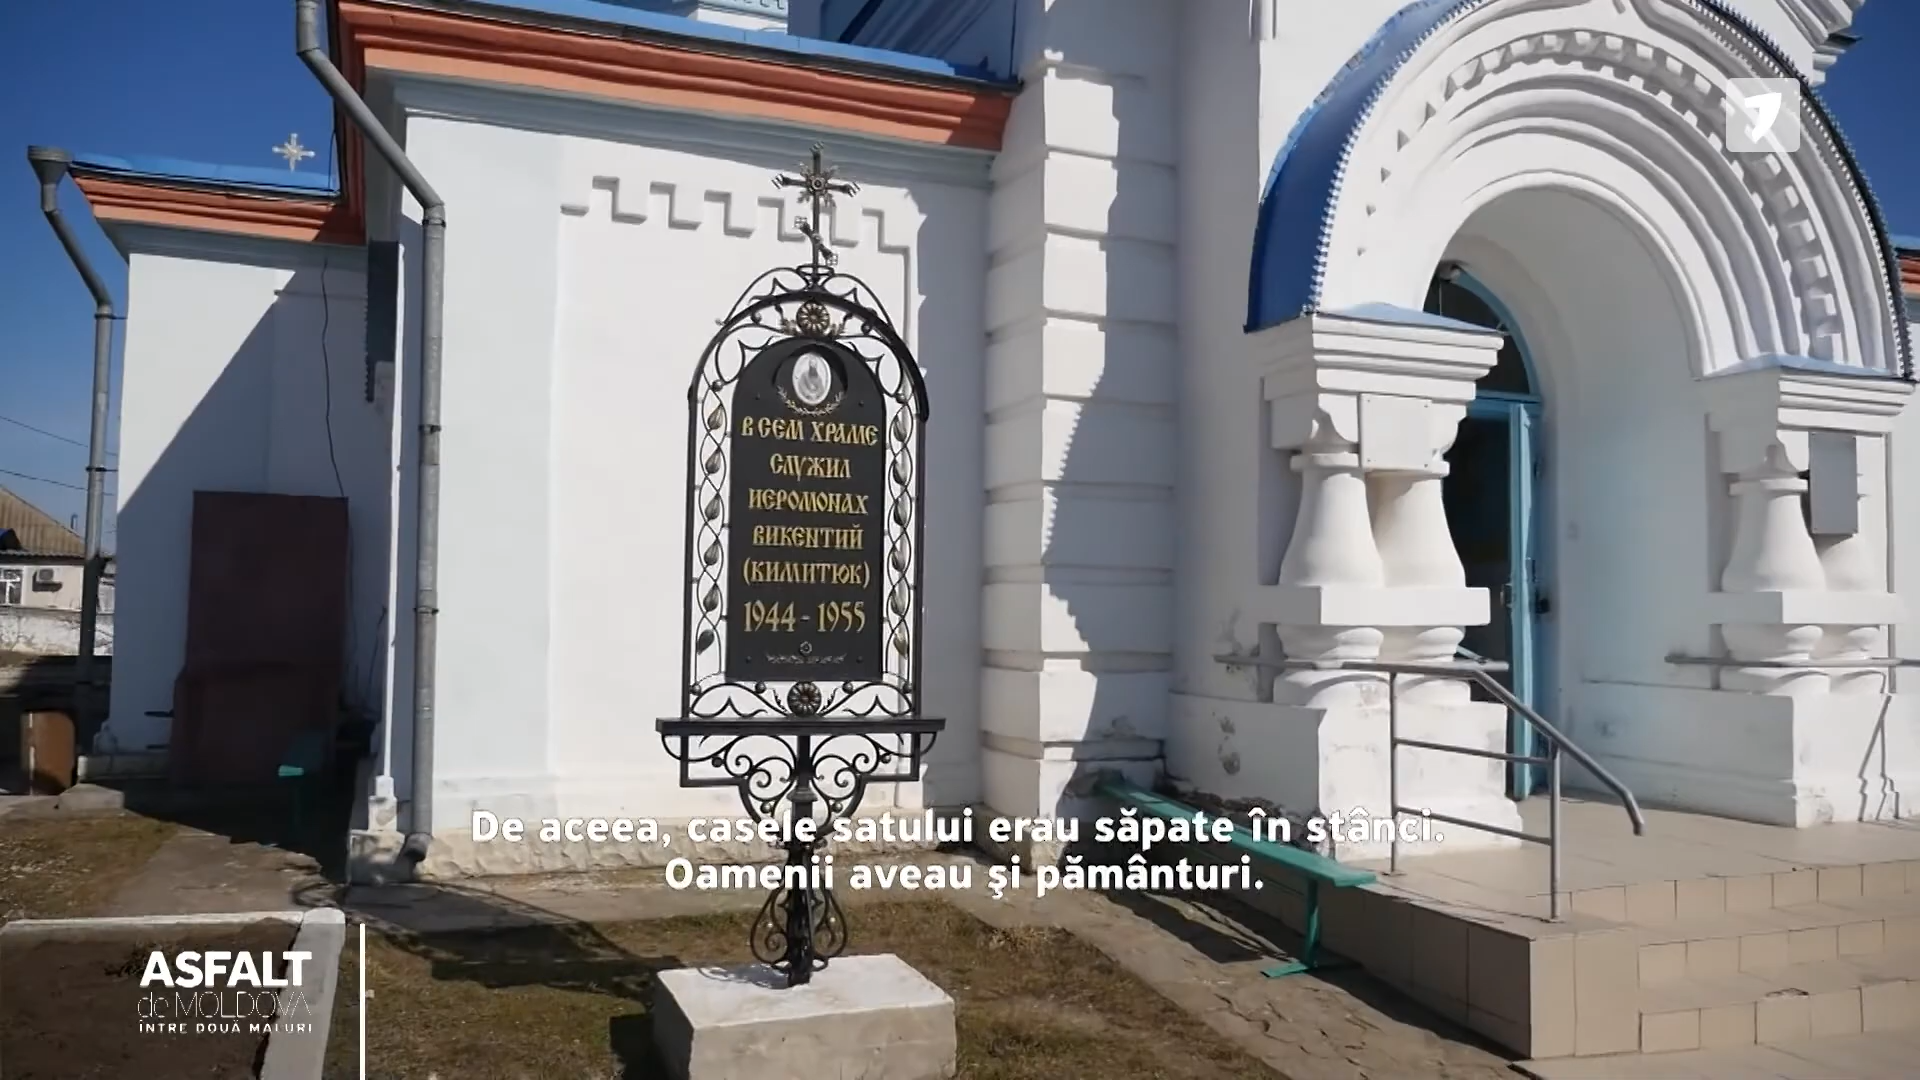 В СЕМ ХРАМЕ
СЛУЖИЛ
ИЕРОМОНАХ
ВИКЕНТИЙ
(КИМИТЮК)
1944 - 1955
De aceea, casele satului erau săpate în stânci.
Oamenii aveau şi pământuri.
ASFALT
de MOLDOVA
ÎNTRE DOUĂ MALURI